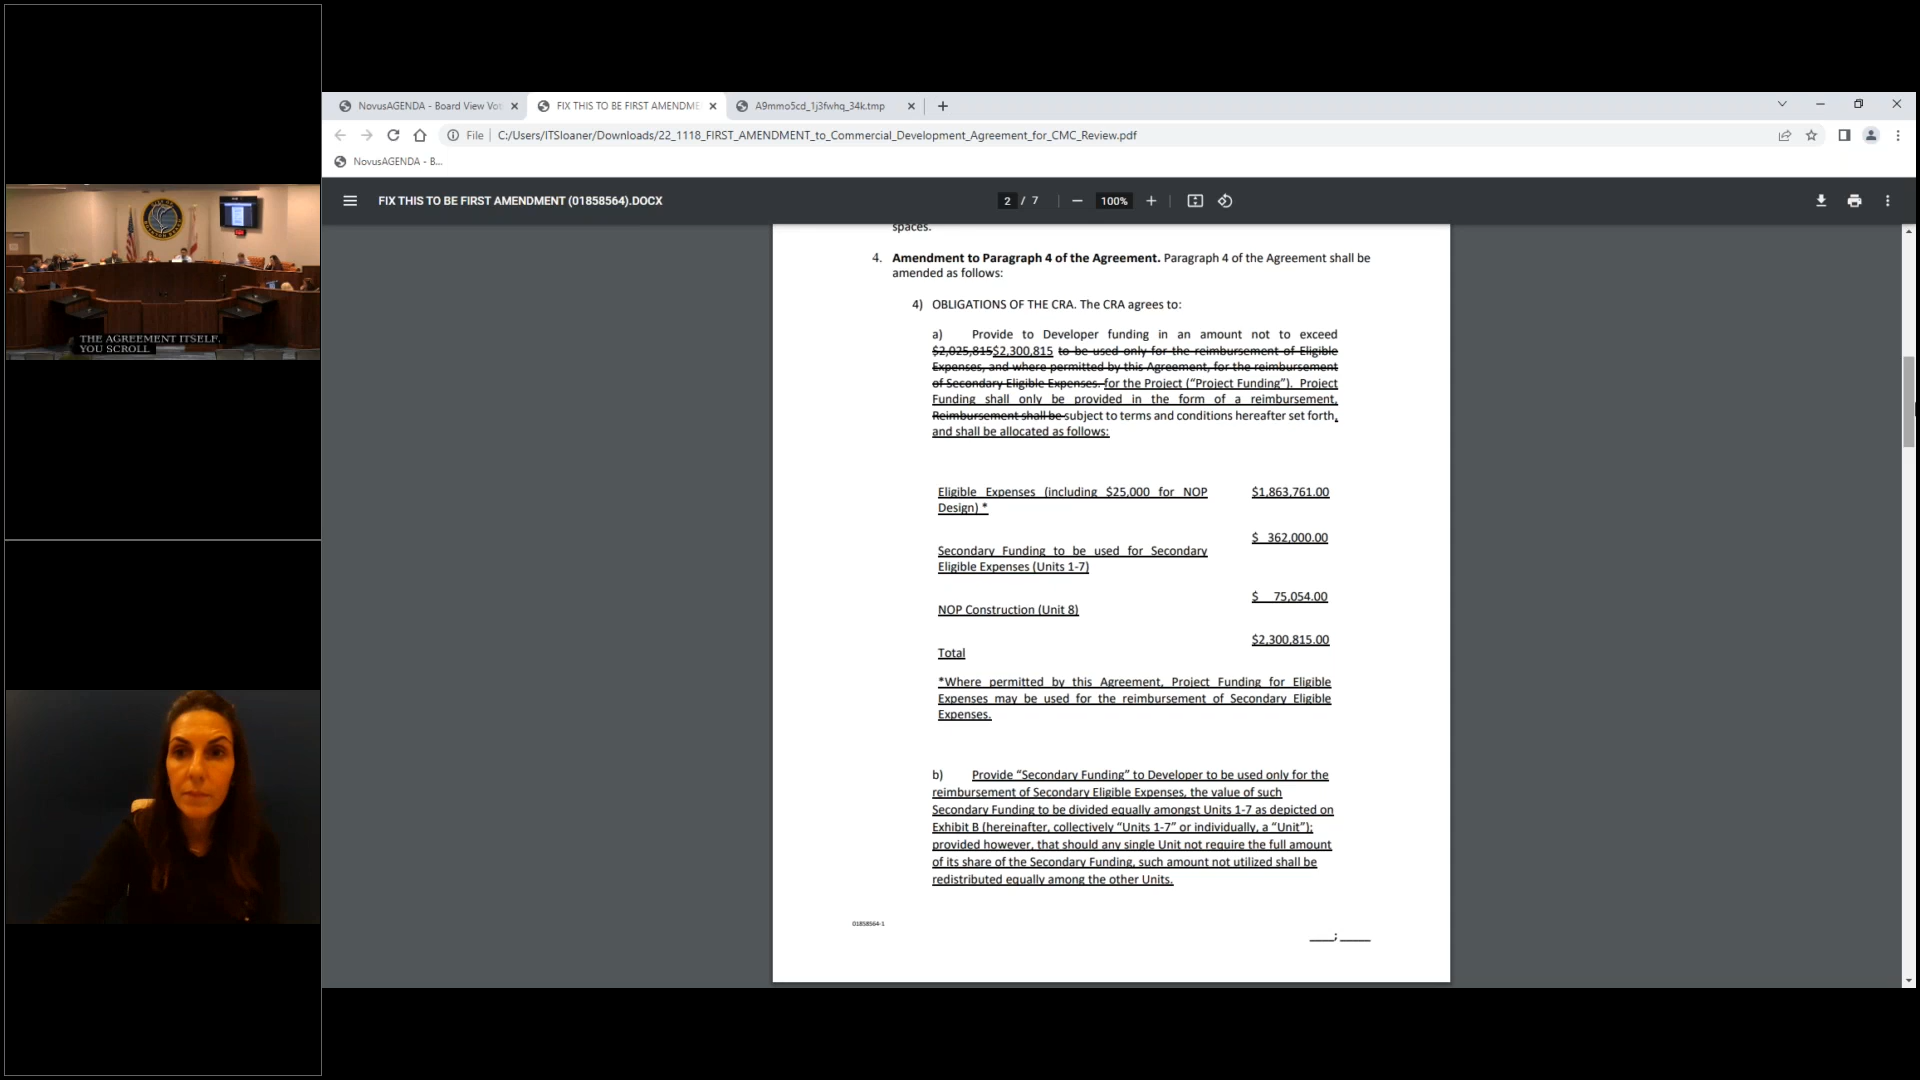 NovusAGENDA - Board View Vot
FIX THIS TO BE FIRST AMENDME
A9mmo5cd_1j3fwhq_34k.tmp
File | C:/Users/ITSloaner/Downloads/22_1118_FIRST_AMENDMENT_to_Commercial_Development_Agreement_for_CMC_Review.pdf
NovusAGENDA - B...
FIX THIS TO BE FIRST AMENDMENT (01858564).DOCX
2 / 7
100%
spaces.
4. Amendment to Paragraph 4 of the Agreement. Paragraph 4 of the Agreement shall be
amended as follows:
4) OBLIGATIONS OF THE CRA. The CRA agrees to:
a) Provide to Developer funding in an amount not to exceed
$2,025,815$2,300,815 to be used only for the reimbursement of Eligible
Expenses, and where permitted by this Agreement, for the reimbursement
of Secondary Eligible Expenses. for the Project (“Project Funding”). Project
Funding shall only be provided in the form of a reimbursement,
Reimbursement shall be subject to terms and conditions hereafter set forth,
and shall be allocated as follows:
Eligible Expenses (including $25,000 for NOP $1,863,761.00
Design) *
$ 362,000.00
Secondary Funding to be used for Secondary
Eligible Expenses (Units 1-7)
$ 75,054.00
NOP Construction (Unit 8)
$2,300,815.00
Total
*Where permitted by this Agreement, Project Funding for Eligible
Expenses may be used for the reimbursement of Secondary Eligible
Expenses.
b) Provide “Secondary Funding” to Developer to be used only for the
reimbursement of Secondary Eligible Expenses, the value of such
Secondary Funding to be divided equally amongst Units 1-7 as depicted on
Exhibit B (hereinafter, collectively “Units 1-7” or individually, a “Unit”);
provided however, that should any single Unit not require the full amount
of its share of the Secondary Funding, such amount not utilized shall be
redistributed equally among the other Units.
01858564-1
____; _____
THE AGREEMENT ITSELF.
YOU SCROLL